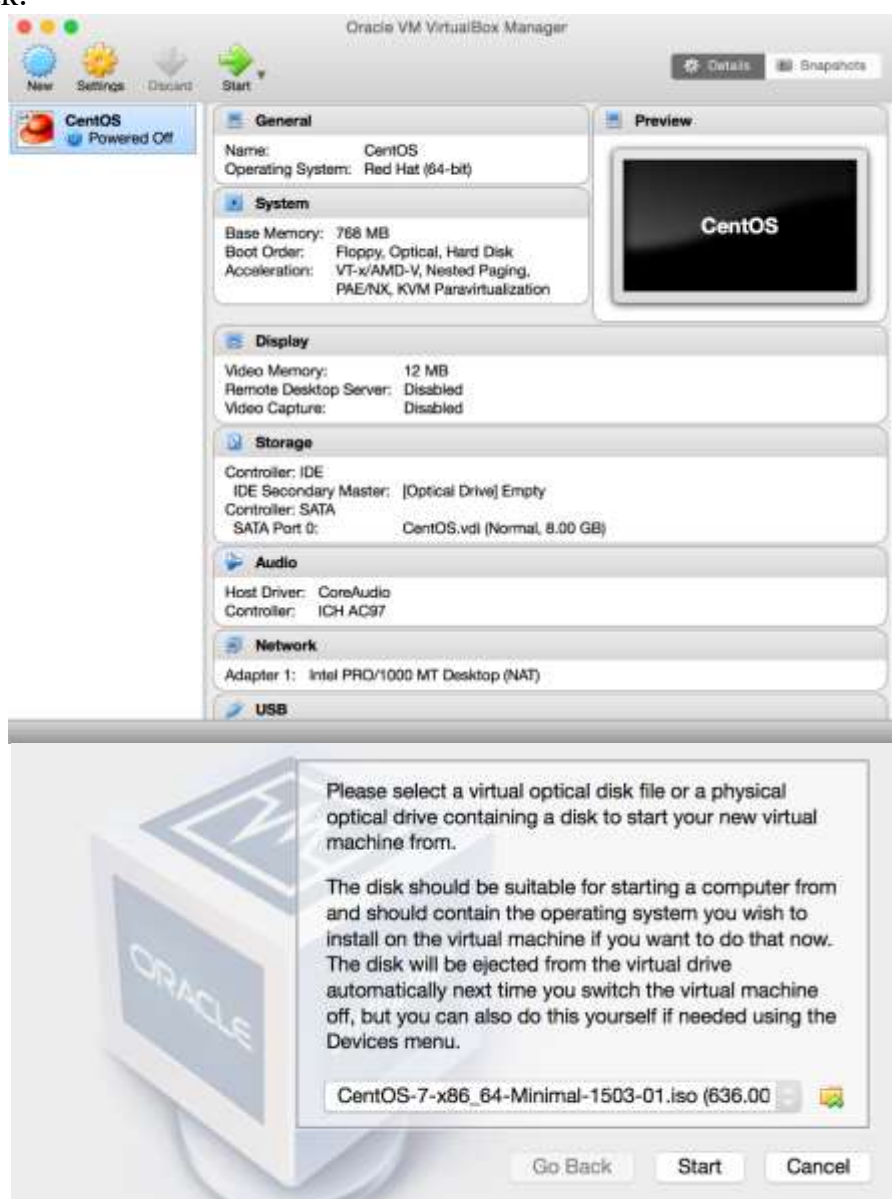 Oracle VM VirtualBox Manager
New Settings Discard Start Details Snapshots
CentOS
Powered Off
General
Name: CentOS
Operating System: Red Hat (64-bit)
System
Base Memory: 768 MB
Boot Order: Floppy, Optical, Hard Disk
Acceleration: VT-x/AMD-V, Nested Paging,
PAE/NX, KVM Paravirtualization
Preview
CentOS
Display
Video Memory: 12 MB
Remote Desktop Server: Disabled
Video Capture: Disabled
Storage
Controller: IDE
IDE Secondary Master: [Optical Drive] Empty
Controller: SATA
SATA Port 0: CentOS.vdi (Normal, 8.00 GB)
Audio
Host Driver: CoreAudio
Controller: ICH AC97
Network
Adapter 1: Intel PRO/1000 MT Desktop (NAT)
USB
ORACLE
Please select a virtual optical disk file or a physical
optical drive containing a disk to start your new virtual
machine from.
The disk should be suitable for starting a computer from
and should contain the operating system you wish to
install on the virtual machine if you want to do that now.
The disk will be ejected from the virtual drive
automatically next time you switch the virtual machine
off, but you can also do this yourself if needed using the
Devices menu.
CentOS-7-x86_64-Minimal-1503-01.iso (636.00
Go Back Start Cancel